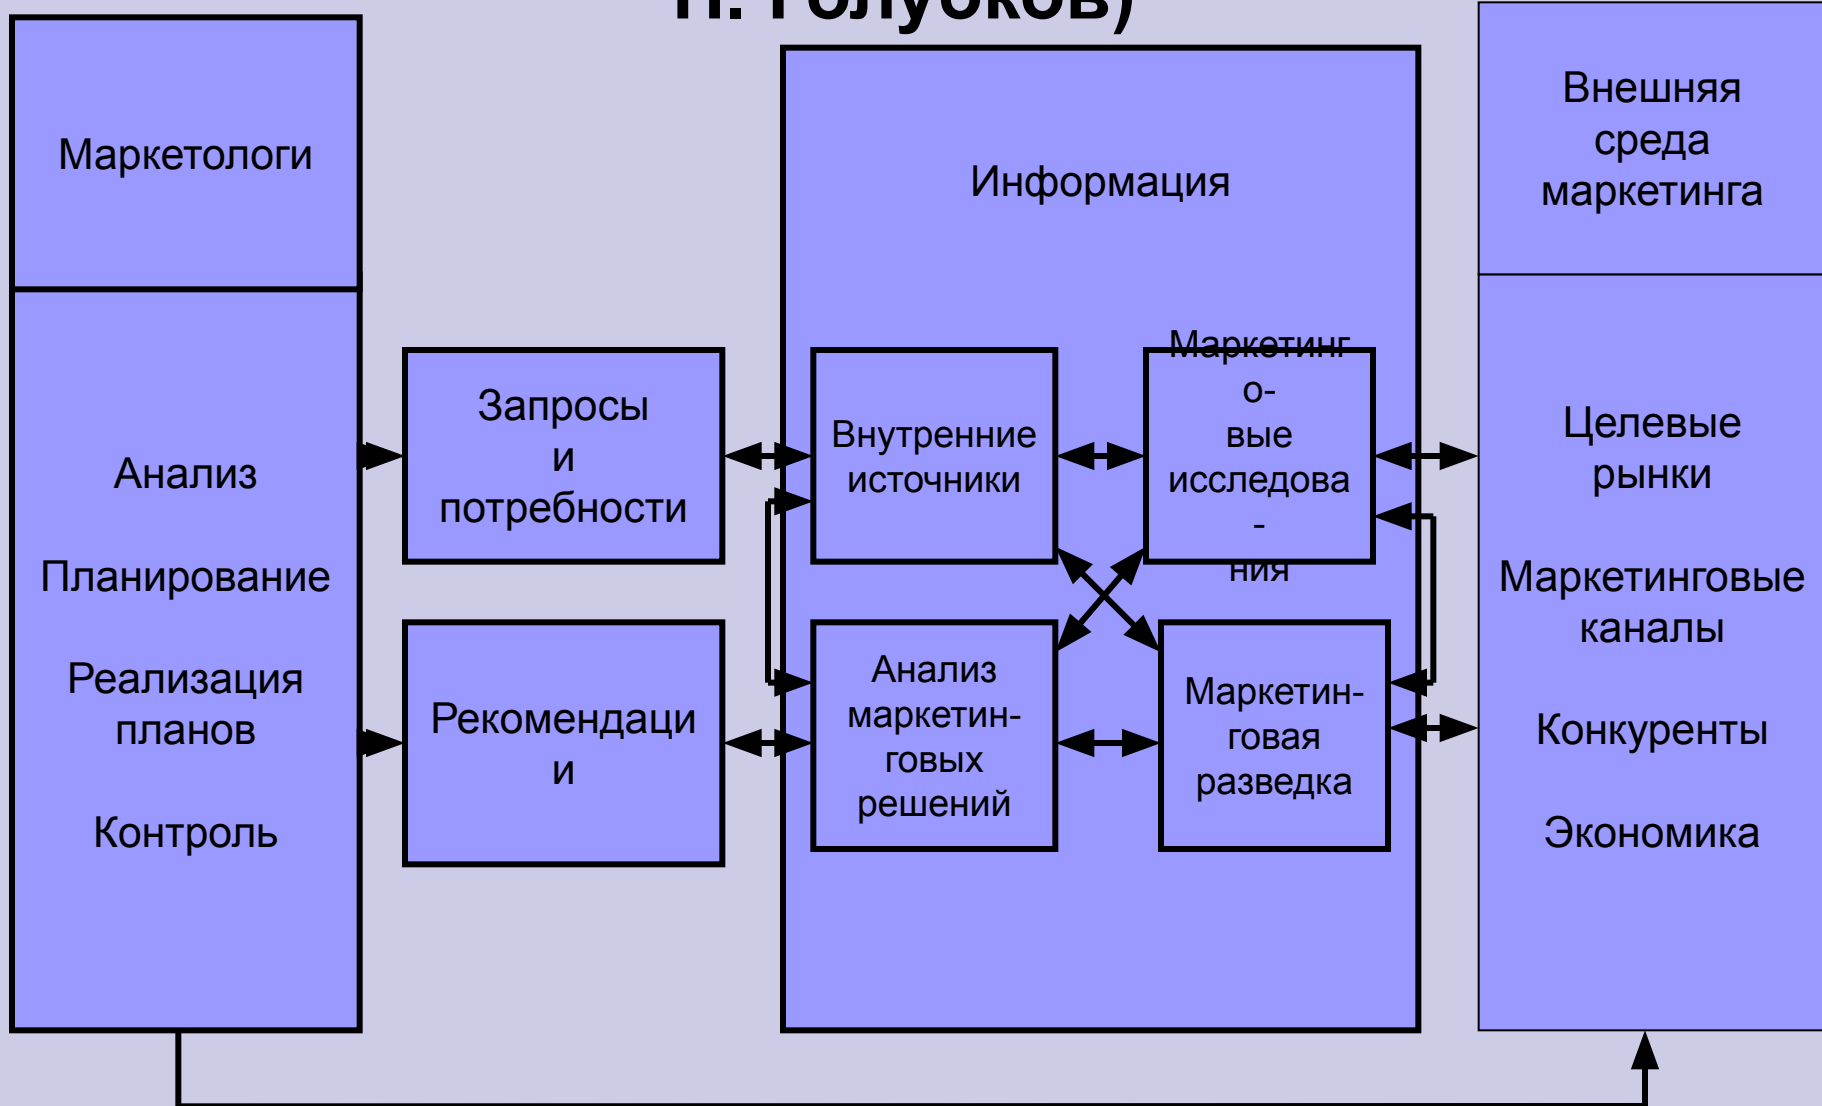 П. Голубков)
Маркетологи
Анализ
Планирование
Реализация
планов
Контроль
Запросы
и
потребности
Рекомендаци
и
Информация
Внутренние
источники
Маркетинг
о-
вые
исследова
-
ния
Анализ
маркетин-
говых
решений
Маркетин-
говая
разведка
Внешняя
среда
маркетинга
Целевые
рынки
Маркетинговые
каналы
Конкуренты
Экономика